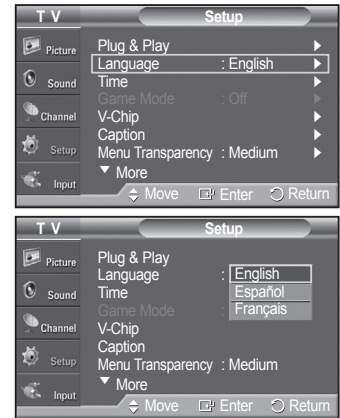 T V
Setup
Picture
Sound
Channel
Setup
Input
Plug & Play
Language : English
Time
Game Mode : Off
V-Chip
Caption
Menu Transparency : Medium
More
Move Enter Return
T V
Setup
Picture
Sound
Channel
Setup
Input
Plug & Play
Language : English
Time Español
Game Mode : Français
V-Chip
Caption
Menu Transparency : Medium
More
Move Enter Return